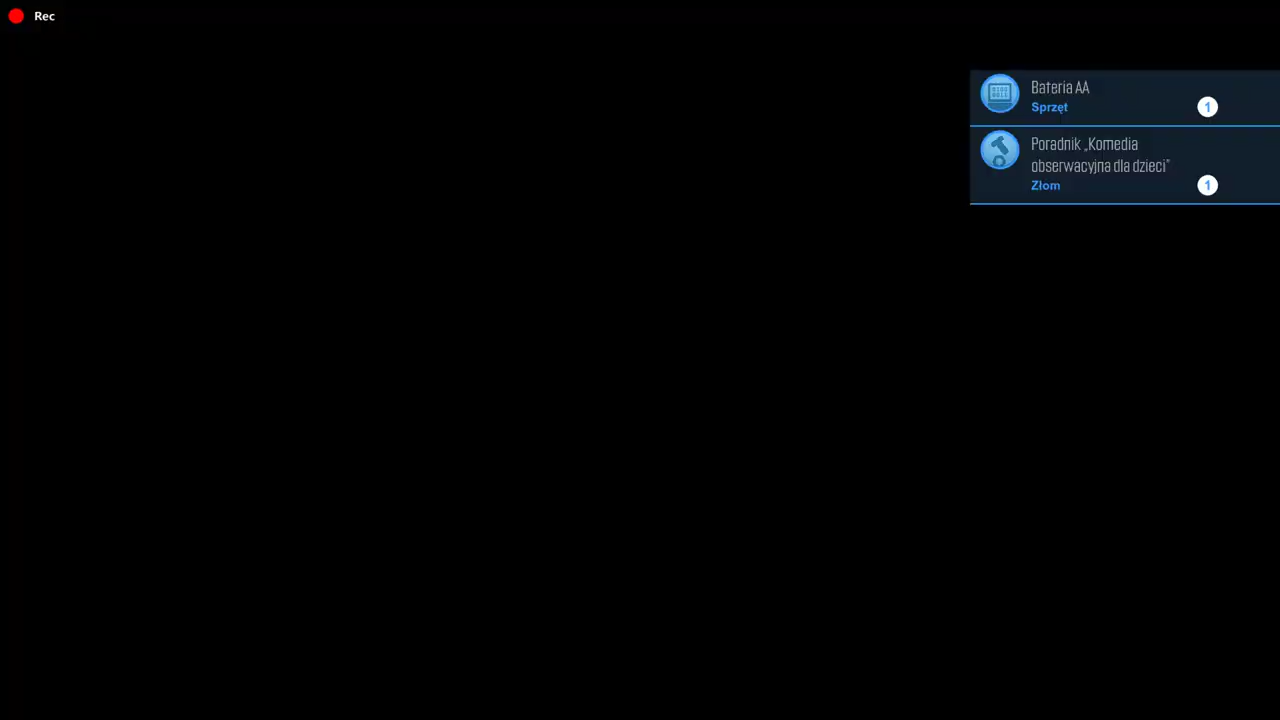 Rec
Bateria AA
Sprzęt
1
Poradnik „Komedia
obserwacyjna dla dzieci”
Złom
1